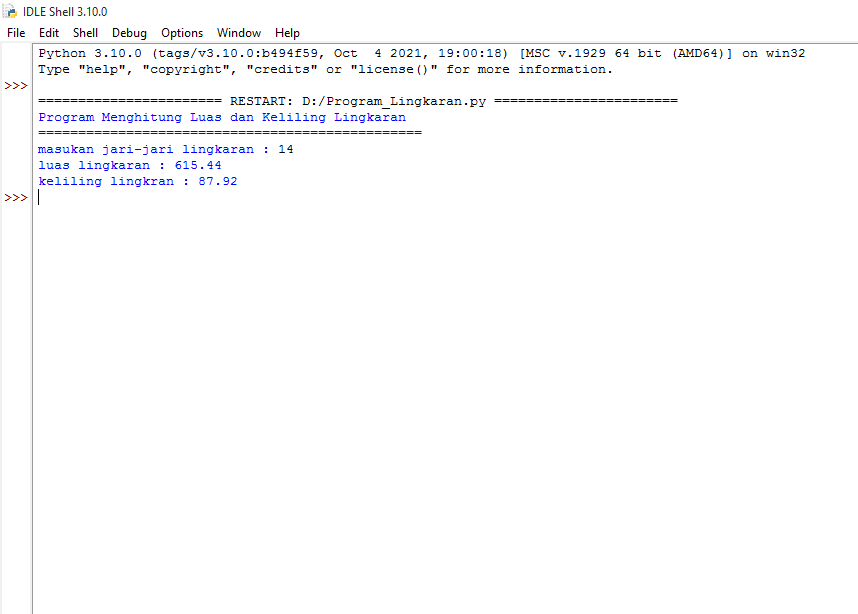 IDLE Shell 3.10.0
File Edit Shell Debug Options Window Help
Python 3.10.0 (tags/v3.10.0:b494f59, Oct  4 2021, 19:00:18) [MSC v.1929 64 bit (AMD64)] on win32
Type "help", "copyright", "credits" or "license()" for more information.
>>>
======================= RESTART: D:/Program_Lingkaran.py =======================
Program Menghitung Luas dan Keliling Lingkaran
================================================
masukan jari-jari lingkaran : 14
luas lingkaran : 615.44
keliling lingkran : 87.92
>>>